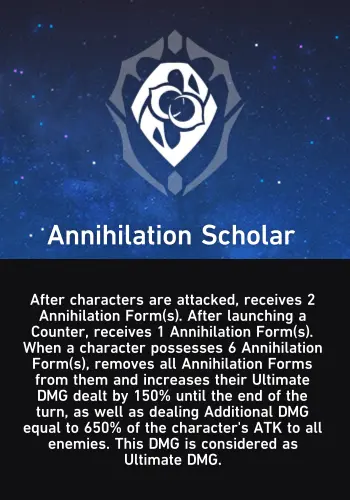 Annihilation Scholar
After characters are attacked, receives 2
Annihilation Form(s). After launching a
Counter, receives 1 Annihilation Form(s).
When a character possesses 6 Annihilation
Form(s), removes all Annihilation Forms
from them and increases their Ultimate
DMG dealt by 150% until the end of the
turn, as well as dealing Additional DMG
equal to 650% of the character's ATK to all
enemies. This DMG is considered as
Ultimate DMG.